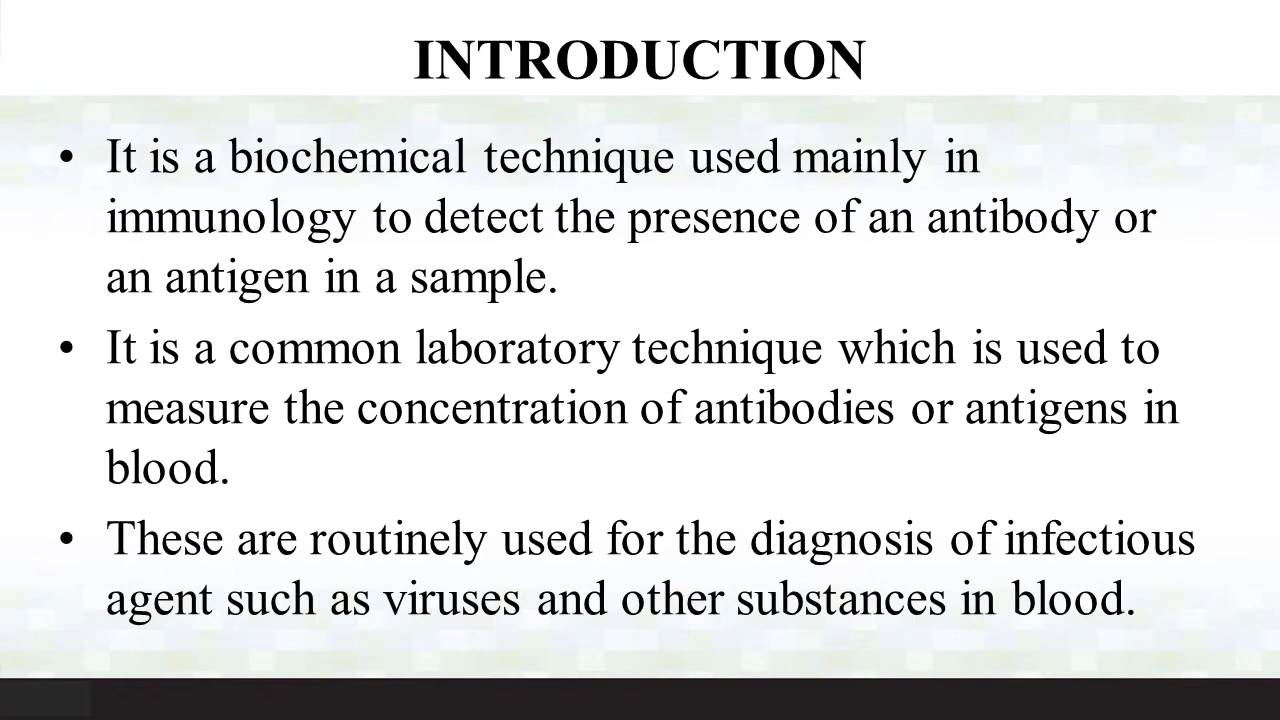 INTRODUCTION
• It is a biochemical technique used mainly in
immunology to detect the presence of an antibody or
an antigen in a sample.
• It is a common laboratory technique which is used to
measure the concentration of antibodies or antigens in
blood.
• These are routinely used for the diagnosis of infectious
agent such as viruses and other substances in blood.